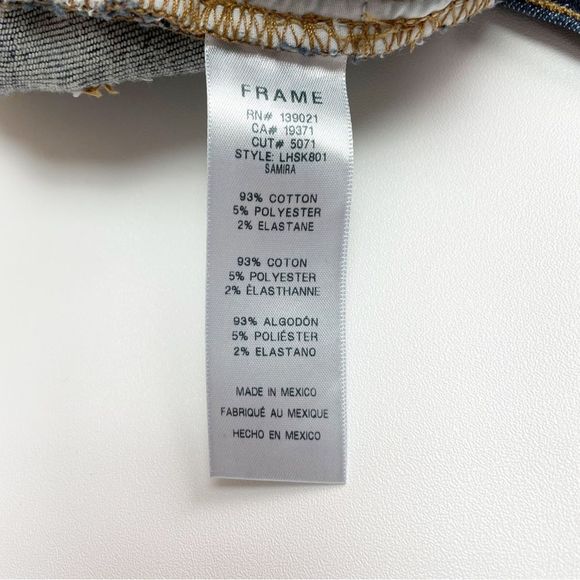 FRAME
RN# 139021
CA# 19371
CUT# 5071
STYLE: LHSK801
SAMIRA
93% COTTON
5% POLYESTER
2% ELASTANE
93% COTON
5% POLYESTER
2% ÉLASTHANNE
93% ALGODÓN
5% POLIÉSTER
2% ELASTANO
MADE IN MEXICO
FABRIQUÉ AU MEXIQUE
HECHO EN MEXICO